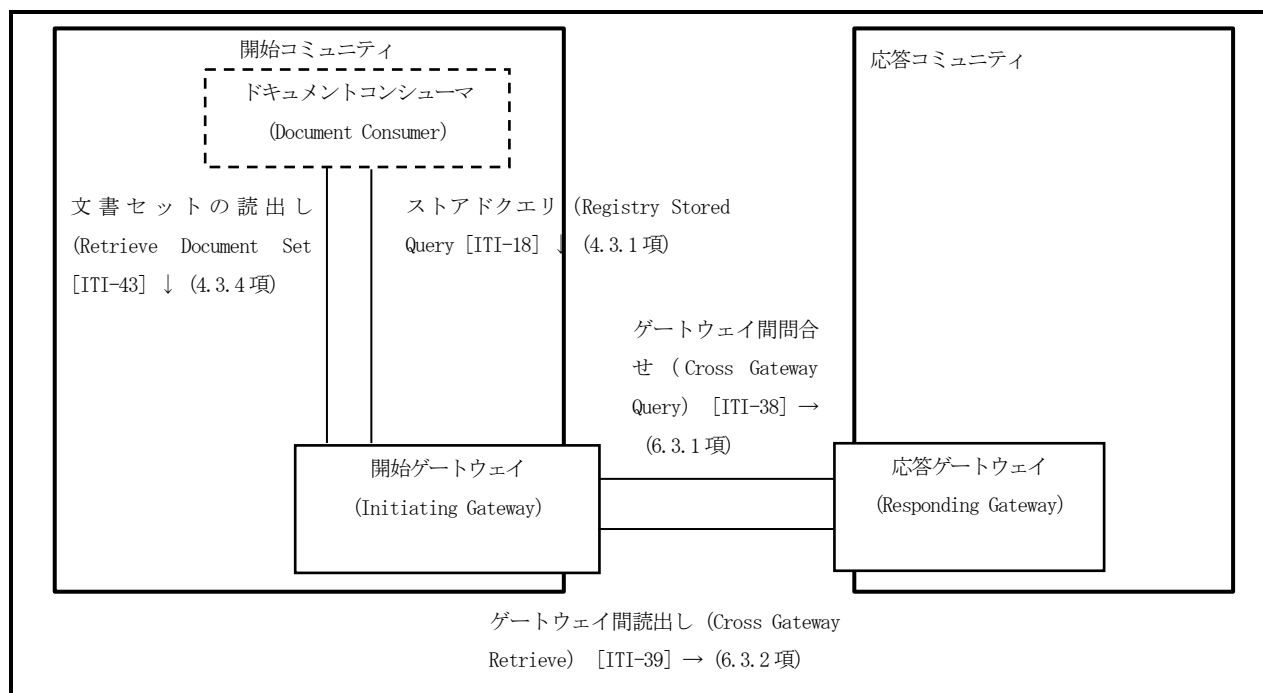 開始コミュニティ
ドキュメントコンシューマ
(Document Consumer)
文書セットの読出し
(Retrieve Document Set
[ITI-43] ↓ (4.3.4項)
ストアドクエリ (Registry Stored
Query [ITI-18] ↓ (4.3.1項)
応答コミュニティ
ゲートウェイ間問合
せ (Cross Gateway
Query) [ITI-38] →
(6.3.1項)
開始ゲートウェイ
(Initiating Gateway)
応答ゲートウェイ
(Responding Gateway)
ゲートウェイ間読出し (Cross Gateway
Retrieve) [ITI-39] → (6.3.2項)